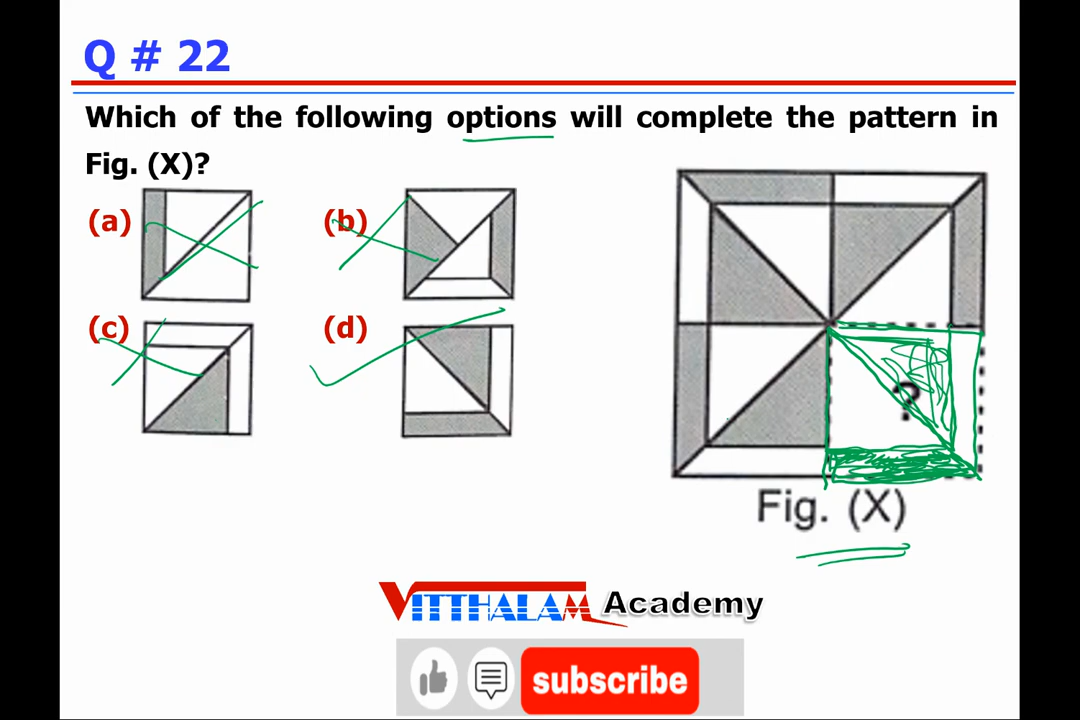 Q # 22
Which of the following options will complete the pattern in
Fig. (X)?
(a)
(b)
(c)
(d)
?
Fig. (X)
VITTHALAM Academy
subscribe